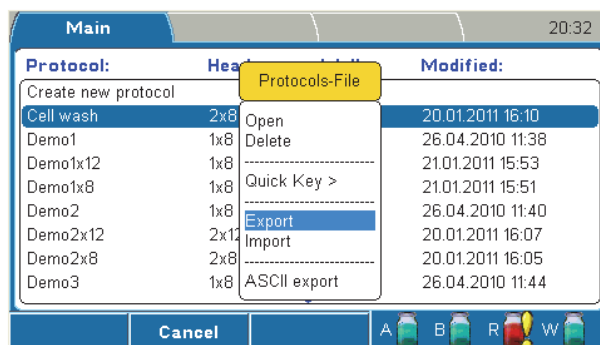 Main 20:32
Protocol: Modified:
Protocols-File
Create new protocol
Cell wash 2x8 20.01.2011 16:10
Demo1 1x8 26.04.2010 11:38
Demo1x12 1x8 21.01.2011 15:53
Demo1x8 1x8 21.01.2011 15:51
Demo2 1x8 26.04.2010 11:40
Demo2x12 2x12 20.01.2011 16:07
Demo2x8 2x8 20.01.2011 16:05
Demo3 1x8 26.04.2010 11:44
Open
Delete
Quick Key >
Export
Import
ASCII export
Cancel A B R W